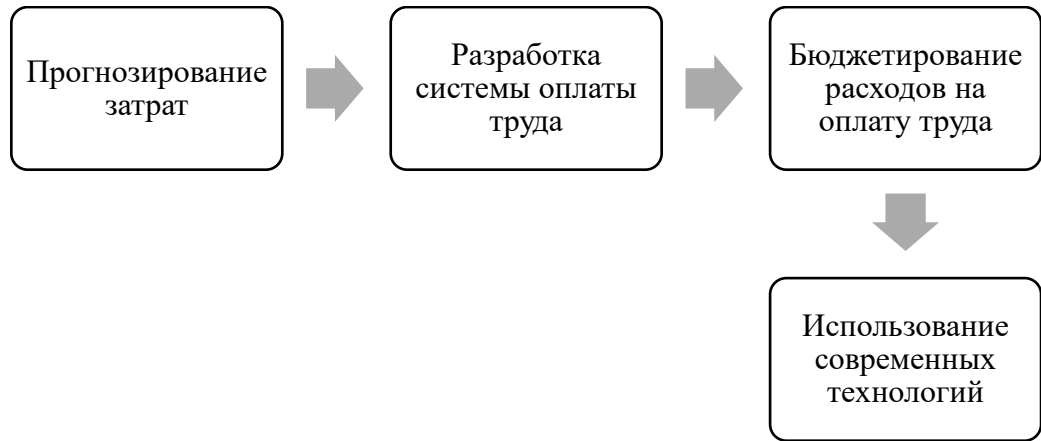 Прогнозирование
затрат
Разработка
системы оплаты
труда
Бюджетирование
расходов на
оплату труда
Использование
современных
технологий